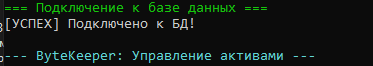 === Подключение к базе данных ===
[УСПЕХ] Подключено к БД!
--- ByteKeeper: Управление активами ---